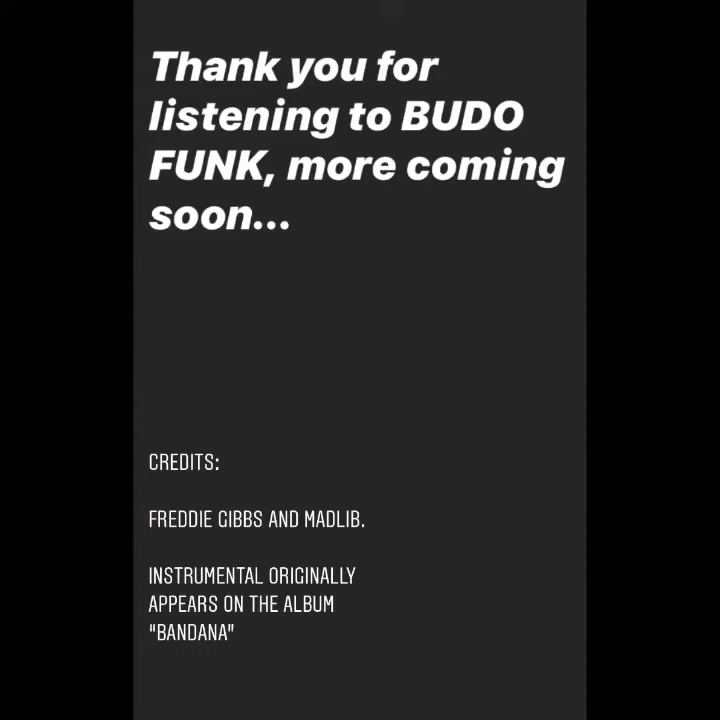 Thank you for
listening to BUDO
FUNK, more coming
soon...
CREDITS:
FREDDIE GIBBS AND MADLIB.
INSTRUMENTAL ORIGINALLY
APPEARS ON THE ALBUM
"BANDANA"